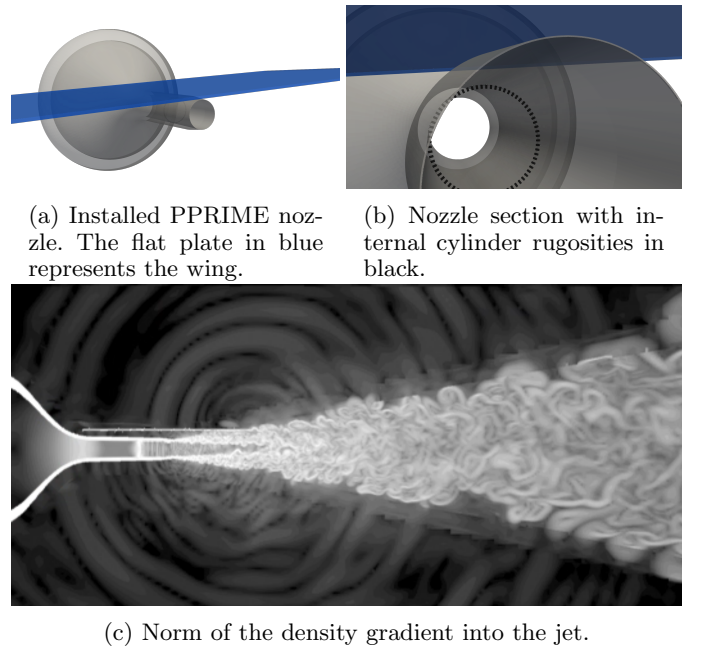 (a) Installed PPRIME noz-
zle. The flat plate in blue
represents the wing.
(b) Nozzle section with in-
ternal cylinder rugosities in
black.
(c) Norm of the density gradient into the jet.